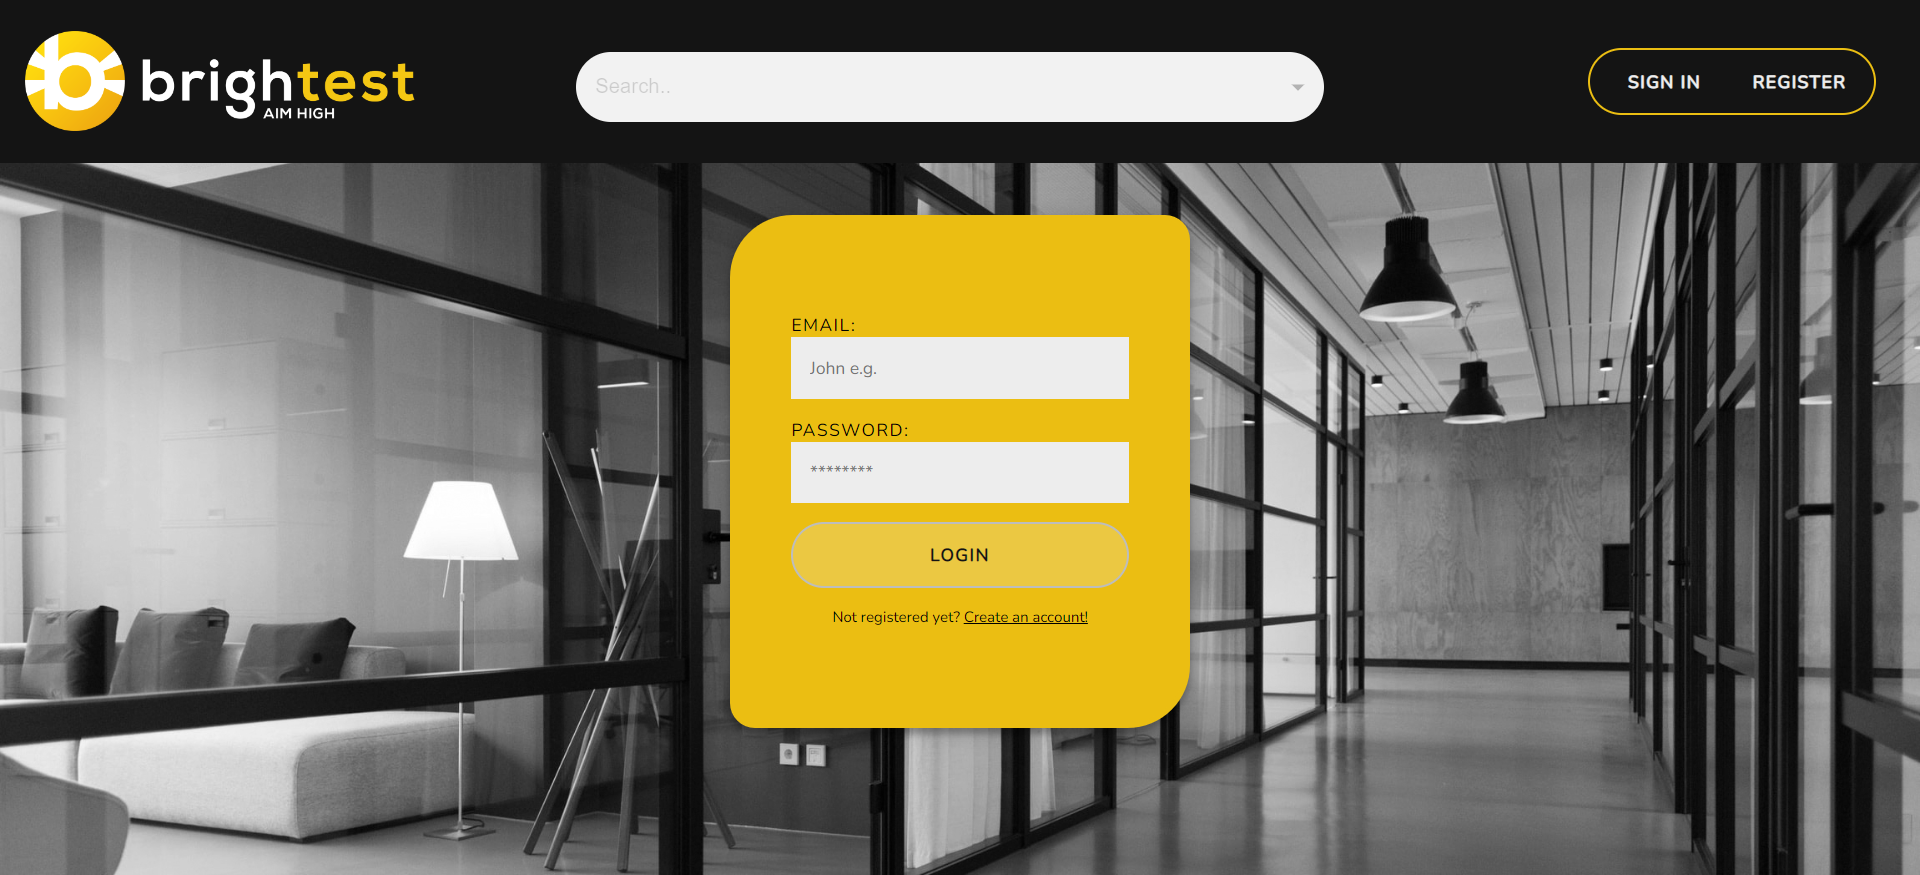 brightest
AIM HIGH
Search..
SIGN IN
REGISTER
EMAIL:
John e.g.
PASSWORD:
********
LOGIN
Not registered yet? Create an account!